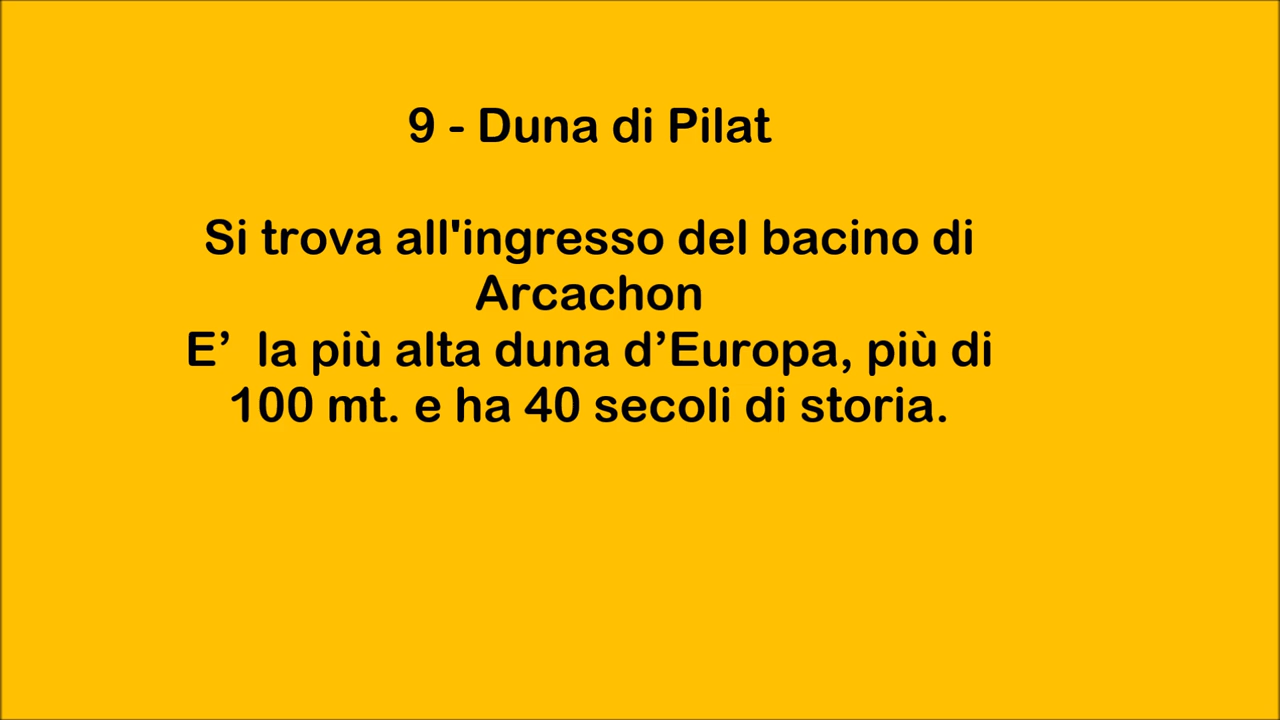 9 - Duna di Pilat
Si trova all'ingresso del bacino di
Arcachon
E’  la più alta duna d’Europa, più di
100 mt. e ha 40 secoli di storia.